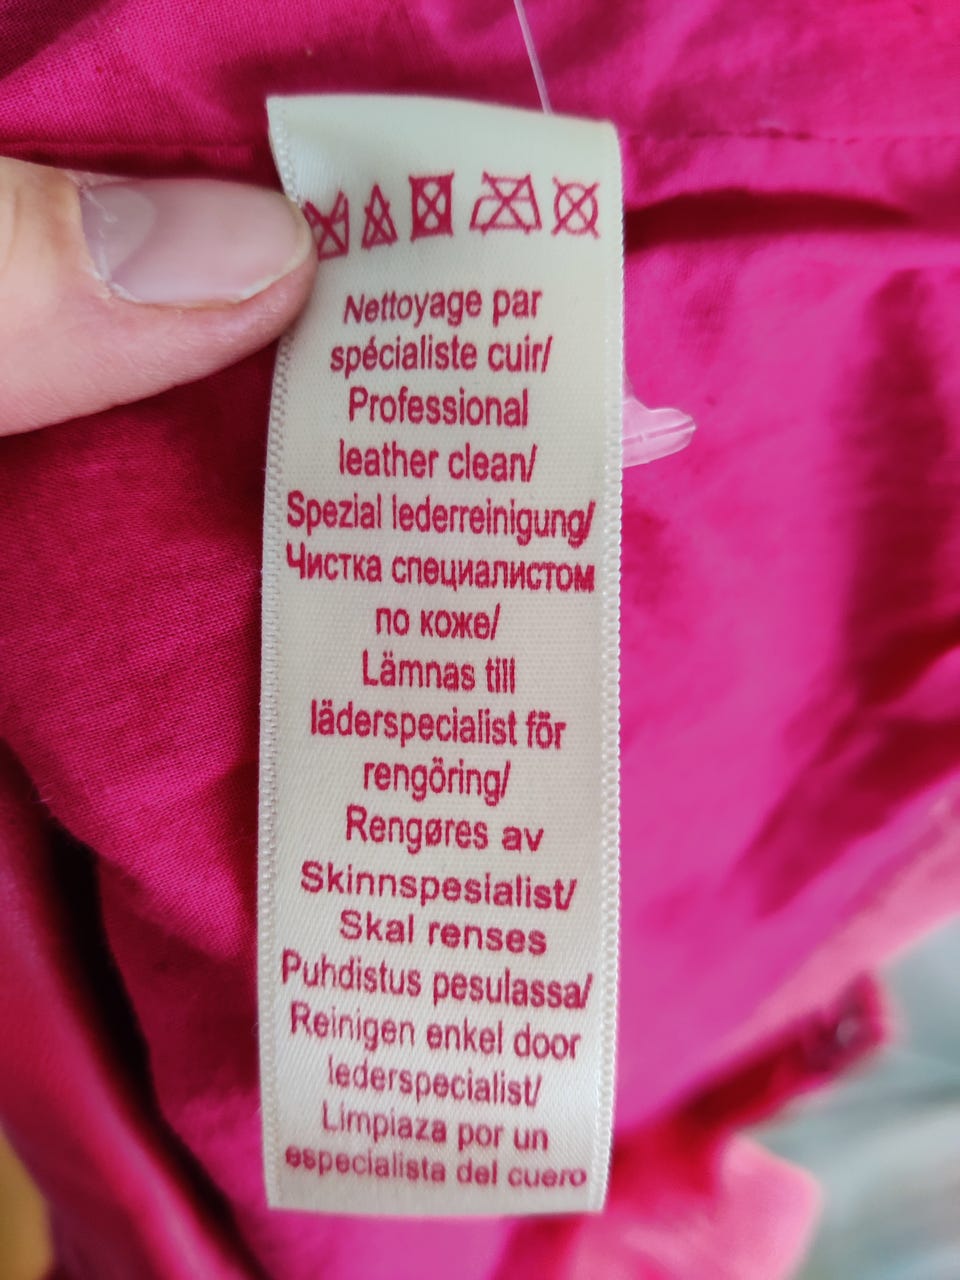 Nettoyage par
spécialiste cuir/
Professional
leather clean/
Spezial lederreinigung/
Чистка специалистом
по коже/
Lämnas till
läderspecialist för
rengöring/
Rengøres av
Skinnspesialist/
Skal renses
Puhdistus pesulassa/
Reinigen enkel door
lederspecialist/
Limpiaza por un
especialista del cuero